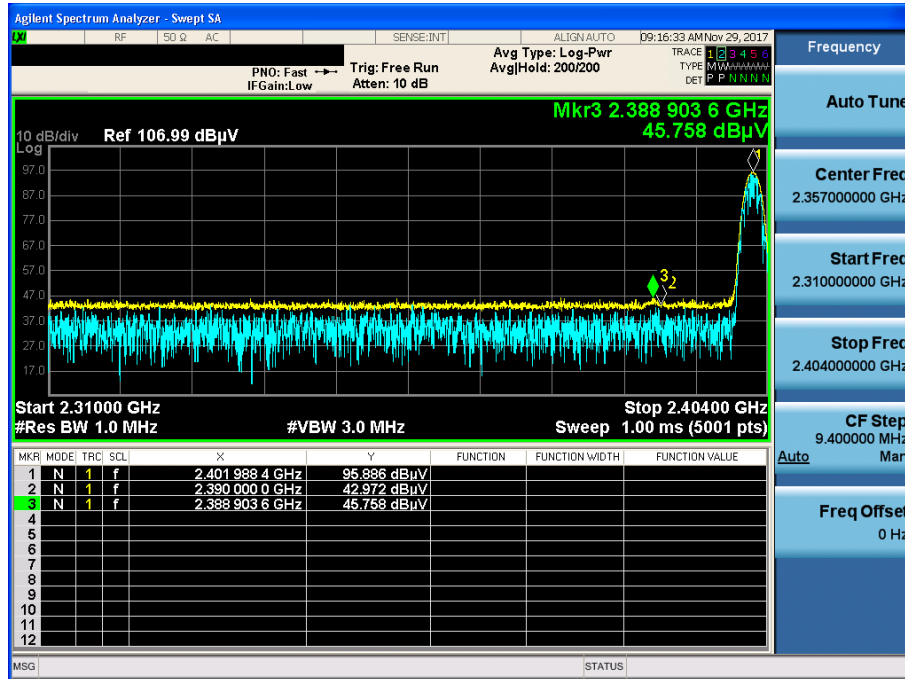 Agilent Spectrum Analyzer - Swept SA
LXI RF 50 Ω AC SENSE:INT ALIGN AUTO 09:16:33 AM Nov 29, 2017
Frequency
Avg Type: Log-Pwr TRACE 1 2 3 4 5 6
PNO: Fast Trig: Free Run Avg|Hold: 200/200 TYPE M W
IFGain:Low Atten: 10 dB DET P P N N N N
Auto Tune
Mkr3 2.388 903 6 GHz
10 dB/div Ref 106.99 dBµV 45.758 dBµV
Log
1
97.0
87.0
77.0
67.0
57.0
3 2
47.0
37.0
27.0
17.0
Center Freq
2.357000000 GHz
Start Freq
2.310000000 GHz
Stop Freq
2.404000000 GHz
Start 2.31000 GHz Stop 2.40400 GHz
#Res BW 1.0 MHz #VBW 3.0 MHz Sweep 1.00 ms (5001 pts)
CF Step
9.400000 MHz
Auto Man
MKR MODE TRC SCL X Y FUNCTION FUNCTION WIDTH FUNCTION VALUE
1 N 1 f 2.401 988 4 GHz 95.886 dBµV
2 N 1 f 2.390 000 0 GHz 42.972 dBµV
3 N 1 f 2.388 903 6 GHz 45.758 dBµV
4
5
6
7
8
9
10
11
12
Freq Offset
0 Hz
MSG STATUS